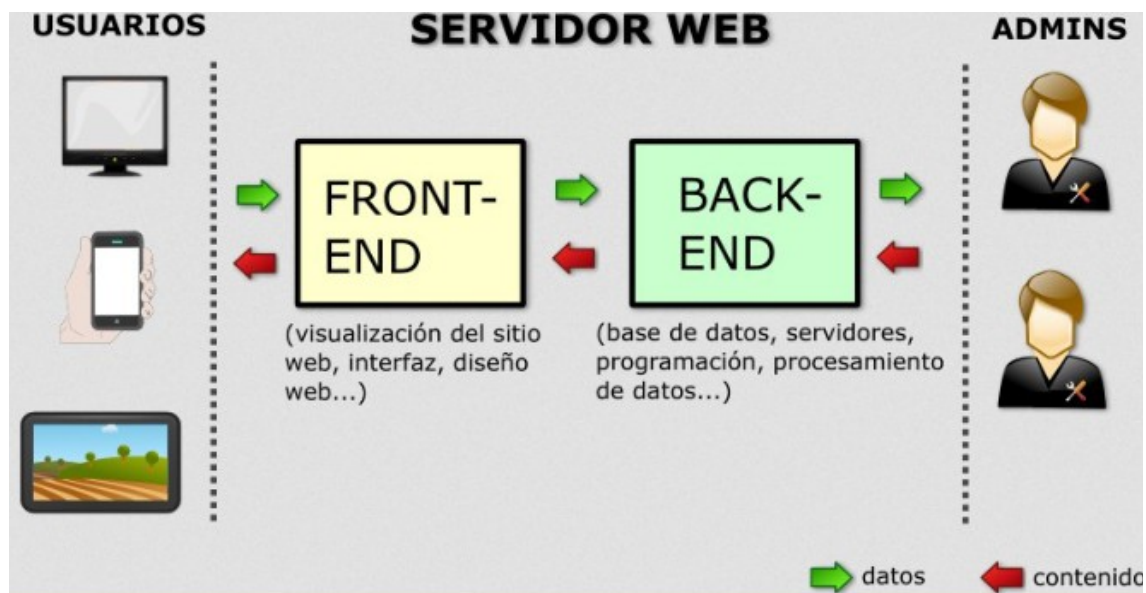 USUARIOS
SERVIDOR WEB
ADMINS
FRONT-
END
BACK-
END
(visualización del sitio
web, interfaz, diseño
web...)
(base de datos, servidores,
programación, procesamiento
de datos...)
datos
contenido